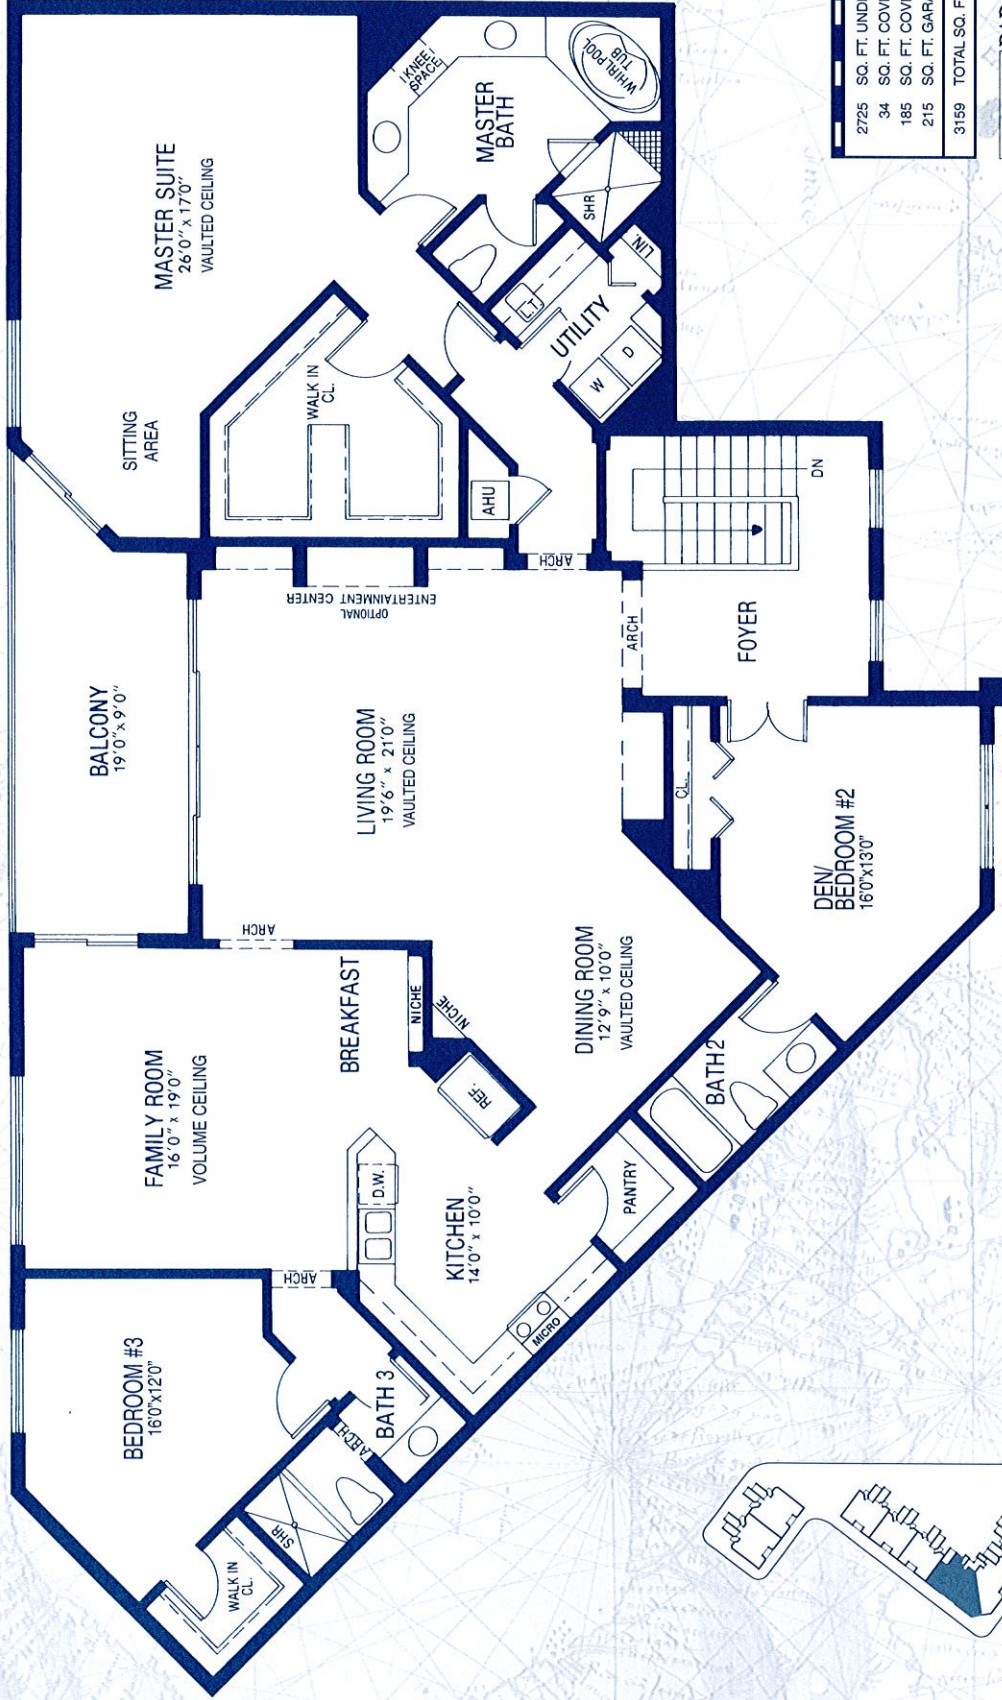 MASTER SUITE
26'0" x 17'0"
VAULTED CEILING
SITTING
AREA
WALK IN
CL.
KNEE
SPACE
MASTER
BATH
WHIRLPOOL
TUB
SHR
LIN.
L.T.
UTILITY
W
D
AHU
ARCH
BALCONY
19'0" x 9'0"
OPTIONAL
ENTERTAINMENT CENTER
LIVING ROOM
19'6" x 21'0"
VAULTED CEILING
ARCH
FOYER
DN
ARCH
FAMILY ROOM
16'0" x 19'0"
VOLUME CEILING
BREAKFAST
NICHE
NICHE
REF.
DINING ROOM
12'9" x 10'0"
VAULTED CEILING
CL.
DEN/
BEDROOM #2
16'0"x13'0"
BATH 2
PANTRY
KITCHEN
14'0" x 10'0"
D.W.
MICRO
ARCH
BEDROOM #3
16'0"x12'0"
BATH 3
ARCH
SHR
WALK IN
CL.
2725 SQ. FT.
34 SQ. FT.
185 SQ. FT.
215 SQ. FT.
3159 TOTAL SQ.